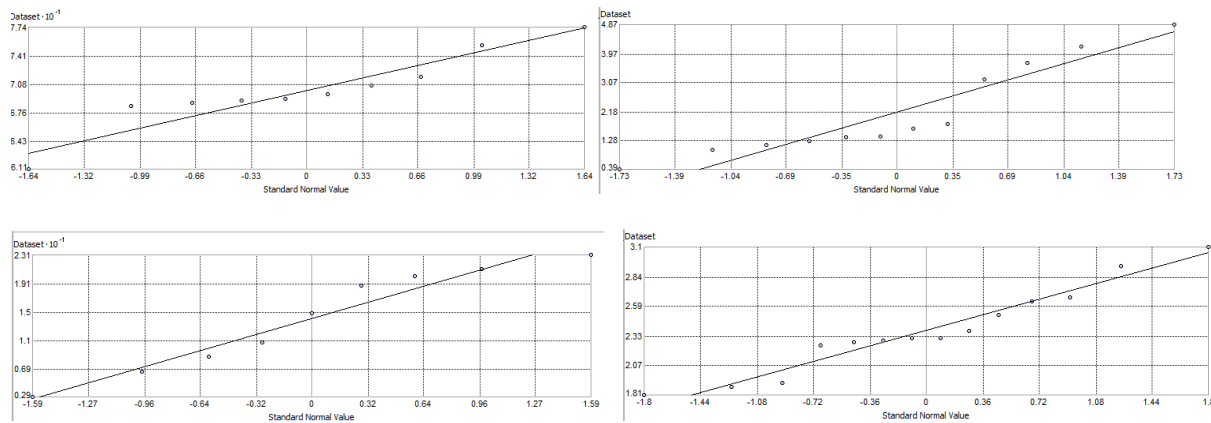 Dataset · 10⁻¹
7.74
7.41
7.08
6.76
6.43
6.11
-1.64 -1.32 -0.99 -0.66 -0.33 0 0.33 0.66 0.99 1.32 1.64
Standard Normal Value
Dataset
4.87
3.97
3.07
2.18
1.28
0.39
-1.73 -1.39 -1.04 -0.69 -0.35 0 0.35 0.69 1.04 1.39 1.73
Standard Normal Value
Dataset · 10⁻¹
2.31
1.91
1.5
1.1
0.69
0.29
-1.59 -1.27 -0.96 -0.64 -0.32 0 0.32 0.64 0.96 1.27 1.59
Standard Normal Value
Dataset
3.1
2.84
2.59
2.33
2.07
1.81
-1.8 -1.44 -1.08 -0.72 -0.36 0 0.36 0.72 1.08 1.44 1.8
Standard Normal Value